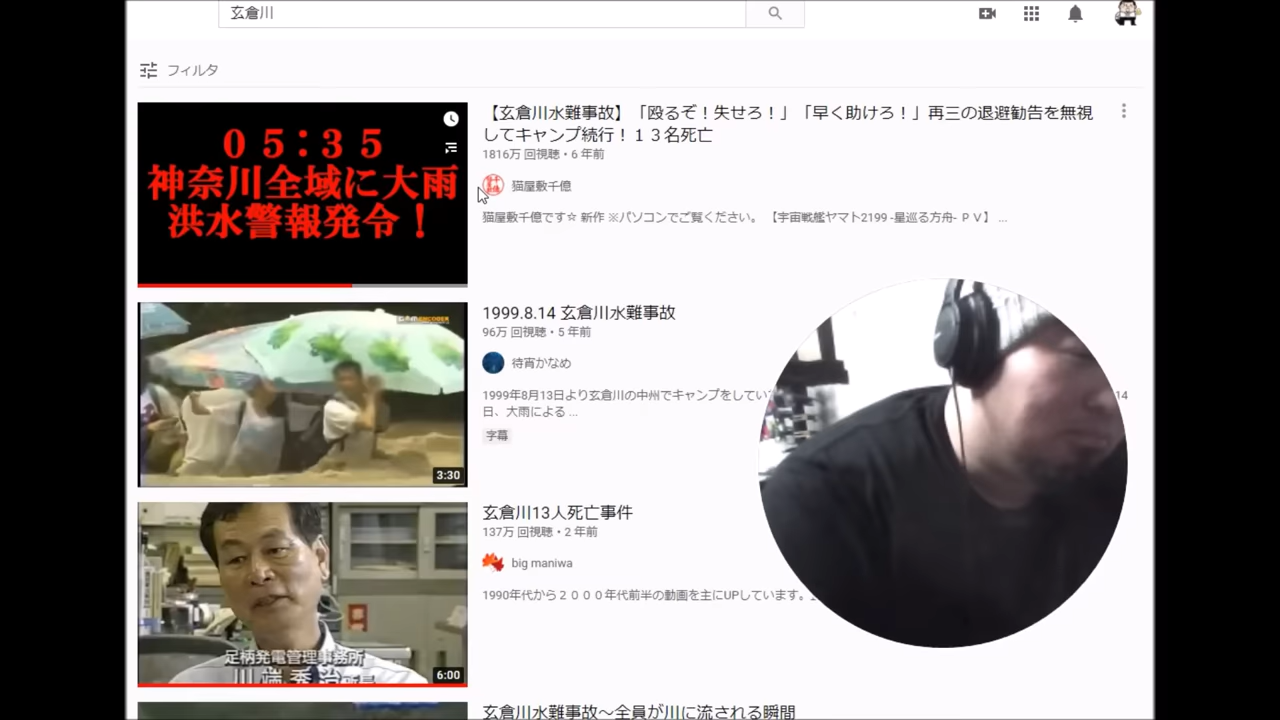 玄倉川
フィルタ
05:35
神奈川全域に大雨
洪水警報発令！
【玄倉川水難事故】「殴るぞ！失せろ！」「早く助けろ！」再三の退避勧告を無視
してキャンプ続行！１３名死亡
1816万 回視聴・6 年前
猫屋敷千億
猫屋敷千億です☆ 新作 ※パソコンでご覧ください。 【宇宙戦艦ヤマト2199 -星巡る方舟- ＰＶ】 ...
1999.8.14 玄倉川水難事故
96万 回視聴・5 年前
待宵かなめ
1999年8月13日より玄倉川の中州でキャンプをしてい
14
日、大雨による ...
字幕
3:30
玄倉川13人死亡事件
137万 回視聴・2 年前
big maniwa
1990年代から２０００年代前半の動画を主にUPしています。
足柄発電管理事務所
川端秀治所長
6:00
玄倉川水難事故～全員が川に流される瞬間